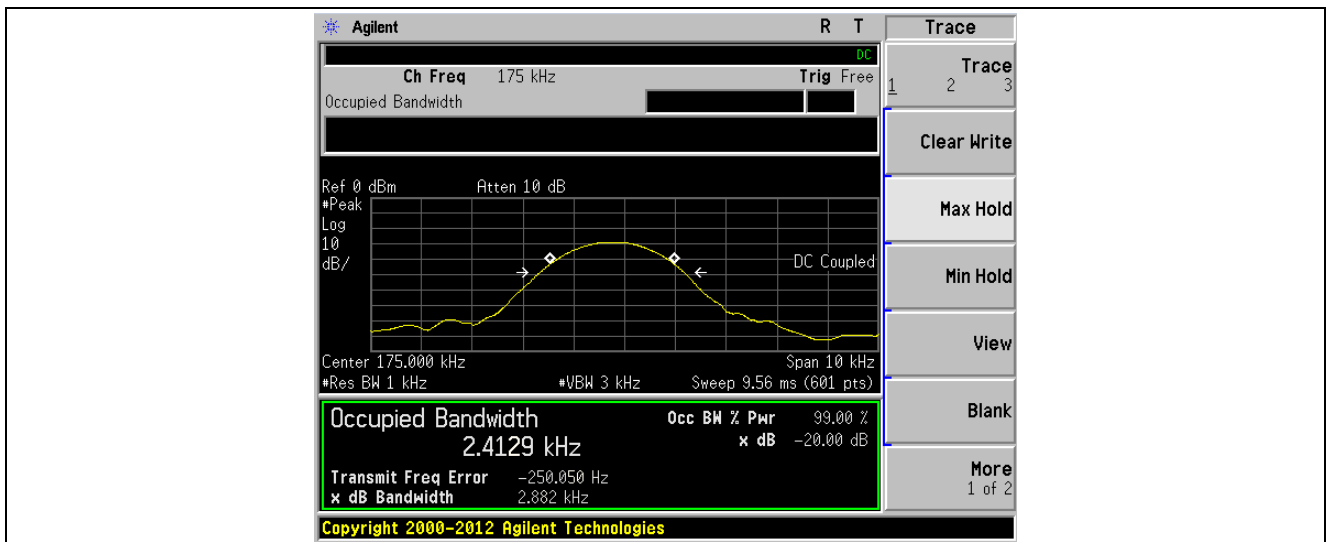 Agilent R T
Trace
DC
Ch Freq 175 kHz Trig Free
Occupied Bandwidth
Ref 0 dBm Atten 10 dB
#Peak
Log
10
dB/
DC Coupled
Center 175.000 kHz Span 10 kHz
#Res BW 1 kHz #VBW 3 kHz Sweep 9.56 ms (601 pts)
Occupied Bandwidth
2.4129 kHz
Occ BW % Pwr 99.00 %
x dB -20.00 dB
Transmit Freq Error -250.050 Hz
x dB Bandwidth 2.882 kHz
Copyright 2000-2012 Agilent Technologies
Trace
1 2 3
Clear Write
Max Hold
Min Hold
View
Blank
More
1 of 2